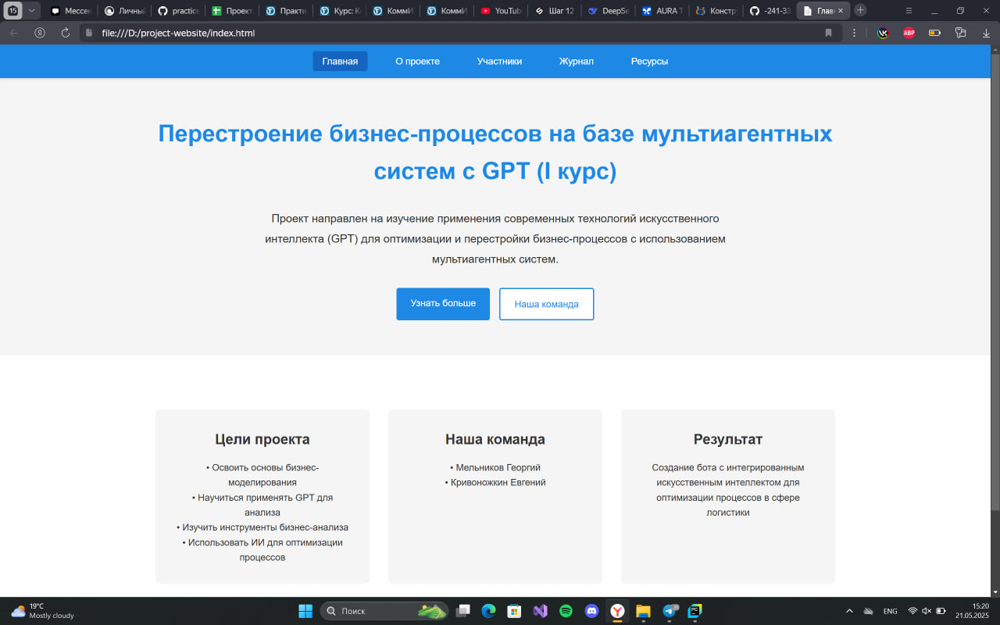 15
Мессен
Личный
practice
Проект
Практи
Курс: К
КомМИ
КомМИ
YouTub
Шаг 12
DeepSe
AURA T
Констр
-241-33
Глав
file:///D:/project-website/index.html
ABP
Главная
О проекте
Участники
Журнал
Ресурсы
Перестроение бизнес-процессов на базе мультиагентных
систем с GPT (I курс)
Проект направлен на изучение применения современных технологий искусственного
интеллекта (GPT) для оптимизации и перестройки бизнес-процессов с использованием
мультиагентных систем.
Узнать больше
Наша команда
Цели проекта
• Освоить основы бизнес-
моделирования
• Научиться применять GPT для
анализа
• Изучить инструменты бизнес-анализа
• Использовать ИИ для оптимизации
процессов
Наша команда
• Мельников Георгий
• Кривоножкин Евгений
Результат
Создание бота с интегрированным
искусственным интеллектом для
оптимизации процессов в сфере
логистики
19°C
Mostly cloudy
Поиск
ENG
15:20
21.05.2025